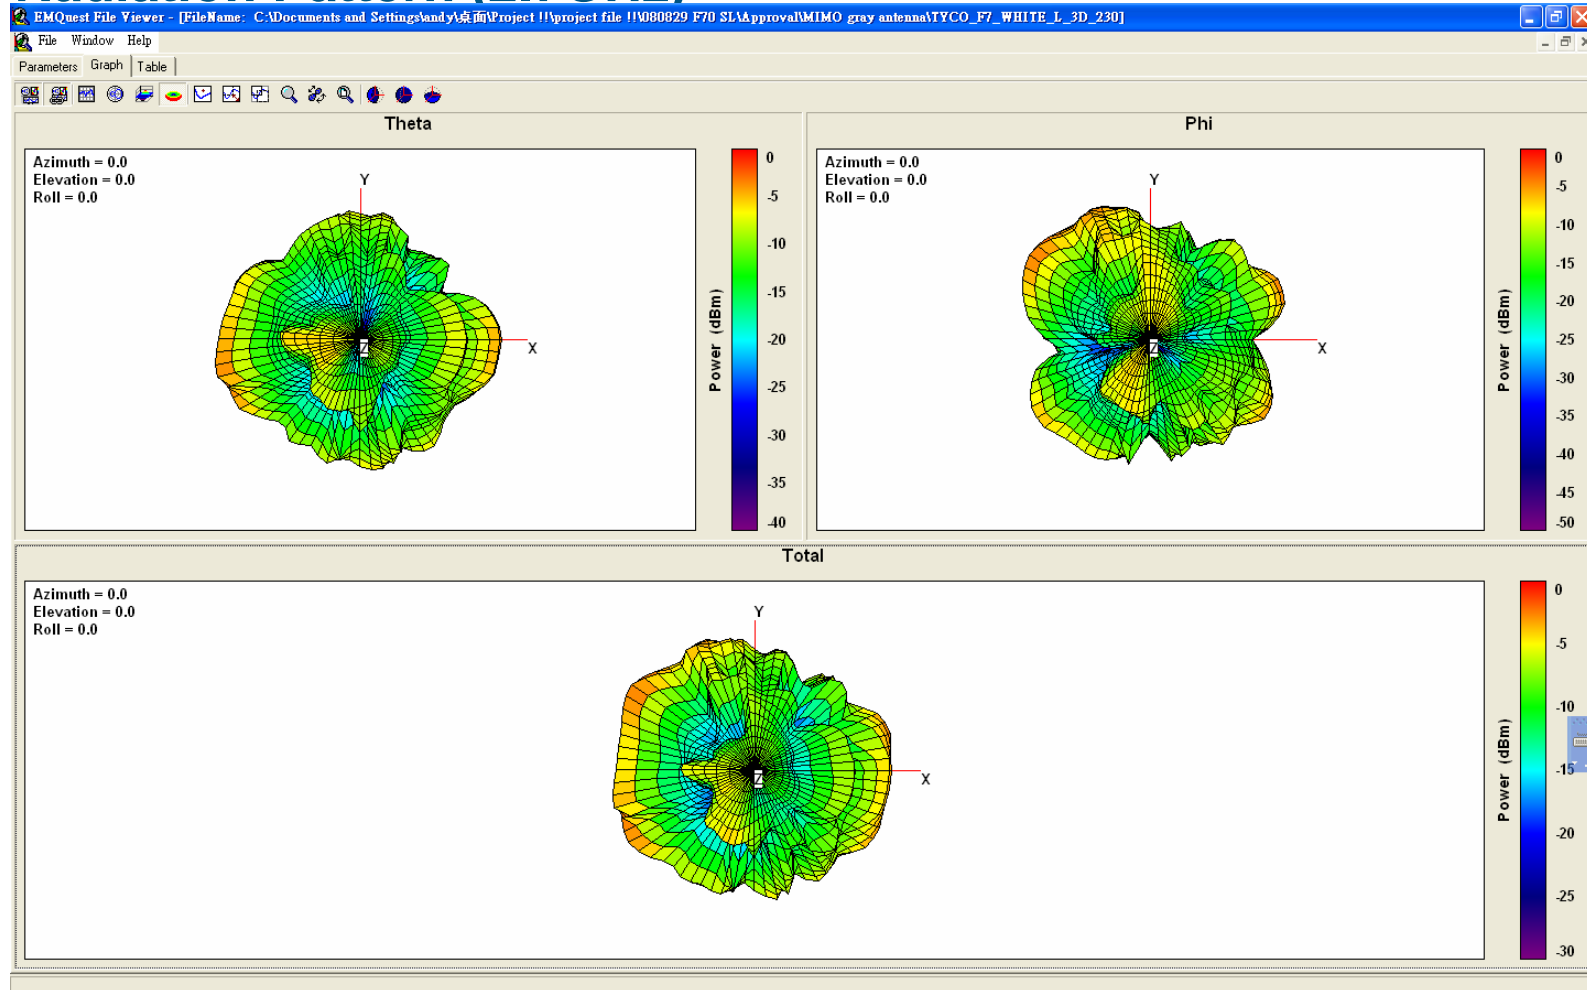 EMQuest File Viewer - [FileName: C:\Documents and Settings\andy\桌面\Project !!\project file !!\080829 F70 SL\Approval\MIMO gray antenna\TYCO_F7_WHITE_L_3D_230]
File Window Help
Parameters Graph Table
Theta
Azimuth = 0.0
Elevation = 0.0
Roll = 0.0
Y
X
Z
0
-5
-10
-15
-20
-25
-30
-35
-40
Power (dBm)
Phi
Azimuth = 0.0
Elevation = 0.0
Roll = 0.0
Y
X
Z
0
-5
-10
-15
-20
-25
-30
-35
-40
-45
-50
Power (dBm)
Total
Azimuth = 0.0
Elevation = 0.0
Roll = 0.0
Y
X
Z
0
-5
-10
-15
-20
-25
-30
Power (dBm)